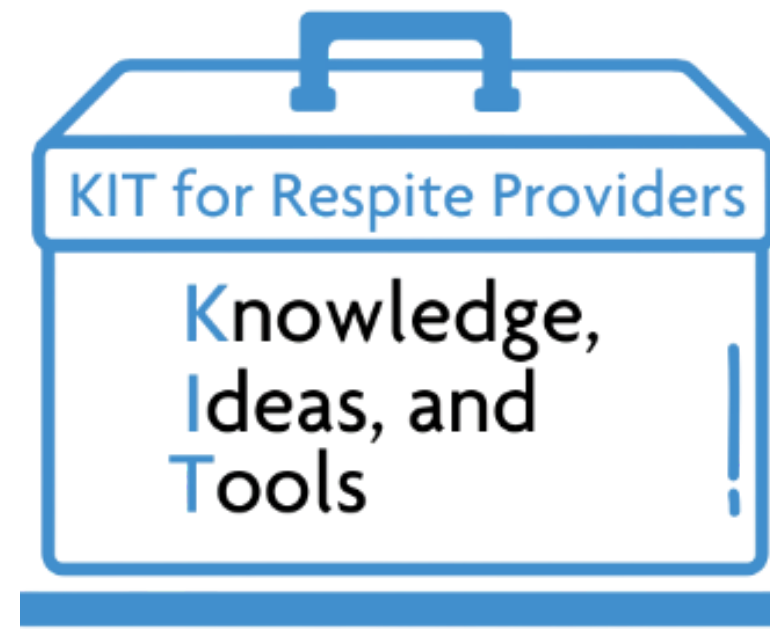 KIT for Respite Providers
Knowledge,
Ideas, and
Tools